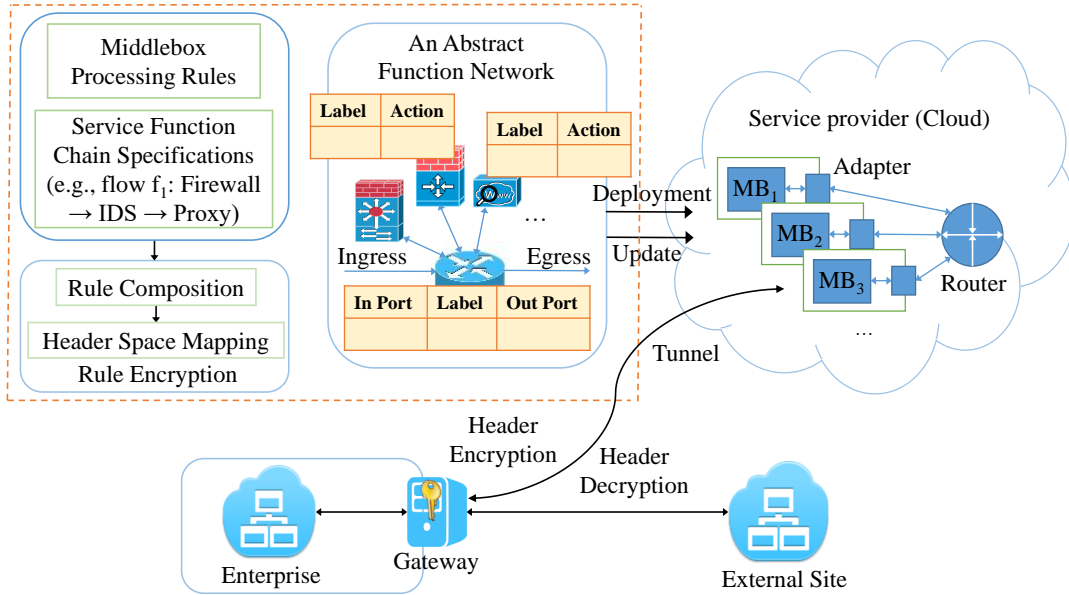 Middlebox
Processing Rules
Service Function
Chain Specifications
(e.g., flow f₁: Firewall
→ IDS → Proxy)
Rule Composition
Header Space Mapping
Rule Encryption
An Abstract
Function Network
Label Action
Label Action
www
...
Ingress
Egress
In Port Label Out Port
Deployment
Update
Service provider (Cloud)
Adapter
MB₁
MB₂
MB₃
Router
...
Tunnel
Header
Encryption
Header
Decryption
Enterprise
Gateway
External Site